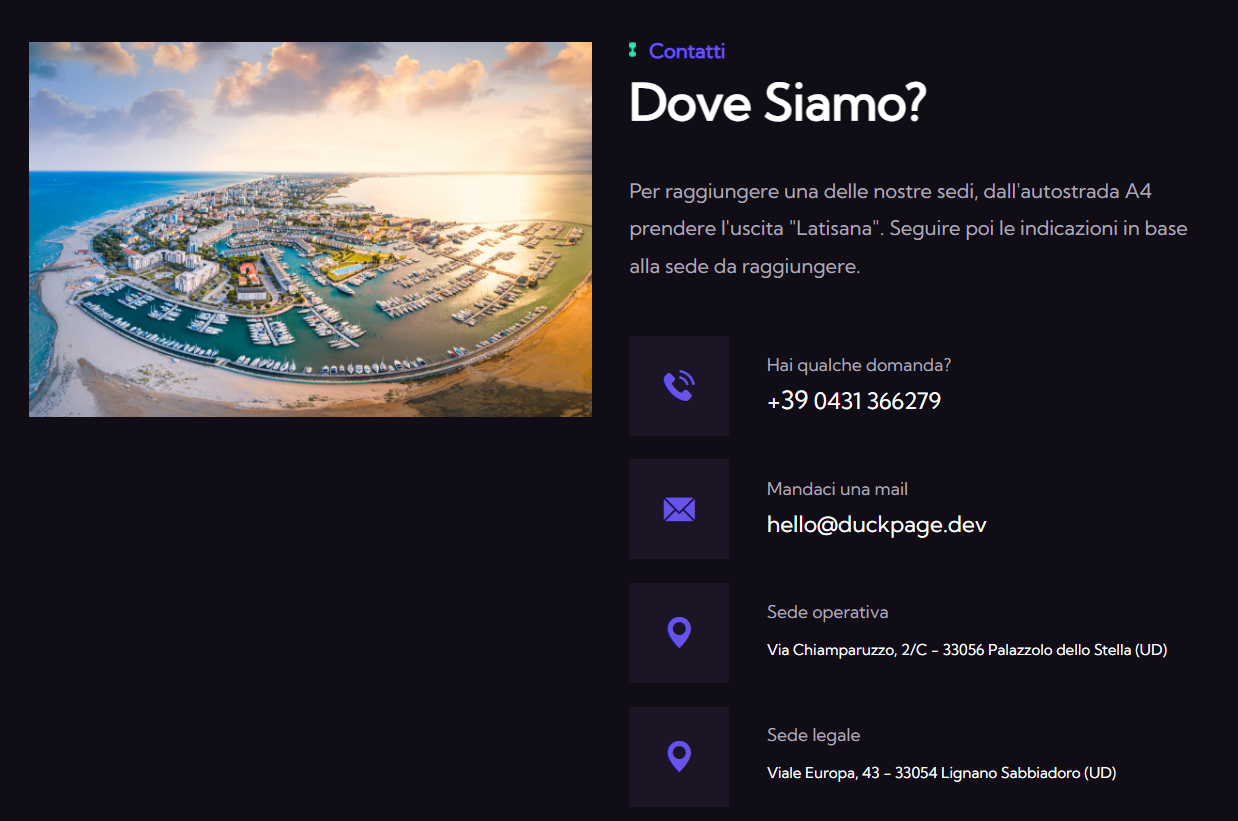 Contatti
Dove Siamo?
Per raggiungere una delle nostre sedi, dall'autostrada A4
prendere l'uscita "Latisana". Seguire poi le indicazioni in base
alla sede da raggiungere.
Hai qualche domanda?
+39 0431 366279
Mandaci una mail
hello@duckpage.dev
Sede operativa
Via Chiamparuzzo, 2/C - 33056 Palazzolo dello Stella (UD)
Sede legale
Viale Europa, 43 - 33054 Lignano Sabbiadoro (UD)